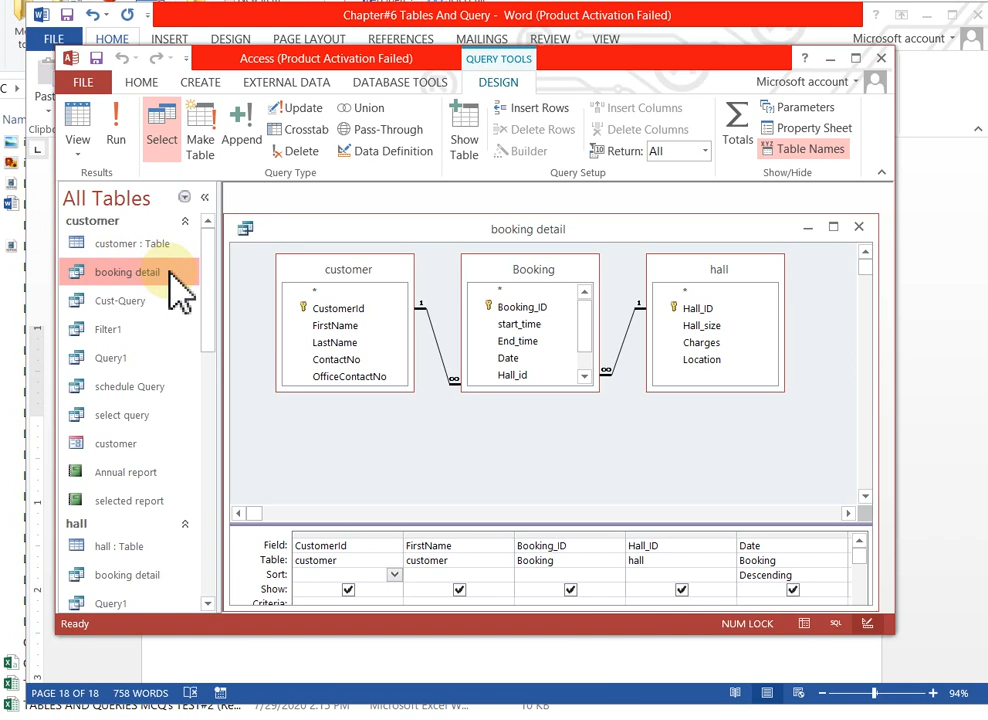 Chapter#6 Tables And Query - Word (Product Activation Failed)
FILE HOME INSERT DESIGN PAGE LAYOUT REFERENCES MAILINGS REVIEW VIEW Microsoft account
Access (Product Activation Failed) QUERY TOOLS
FILE HOME CREATE EXTERNAL DATA DATABASE TOOLS DESIGN Microsoft account
View
Run
Select
Make Table
Append
Update
Crosstab
Delete
Union
Pass-Through
Data Definition
Show Table
Insert Rows
Delete Rows
Builder
Insert Columns
Delete Columns
Return: All
Totals
Parameters
Property Sheet
Table Names
Results Query Type Query Setup Show/Hide
All Tables
customer
customer : Table
booking detail
Cust-Query
Filter1
Query1
schedule Query
select query
customer
Annual report
selected report
hall
hall : Table
booking detail
Query1
booking detail
customer
*
CustomerId
FirstName
LastName
ContactNo
OfficeContactNo
1
∞
Booking
*
Booking_ID
start_time
End_time
Date
Hall_id
∞
1
hall
*
Hall_ID
Hall_size
Charges
Location
Field: CustomerId FirstName Booking_ID Hall_ID Date
Table: customer customer Booking hall Booking
Sort: Descending
Show:
Criteria:
Ready NUM LOCK SQL
PAGE 18 OF 18 758 WORDS 94%